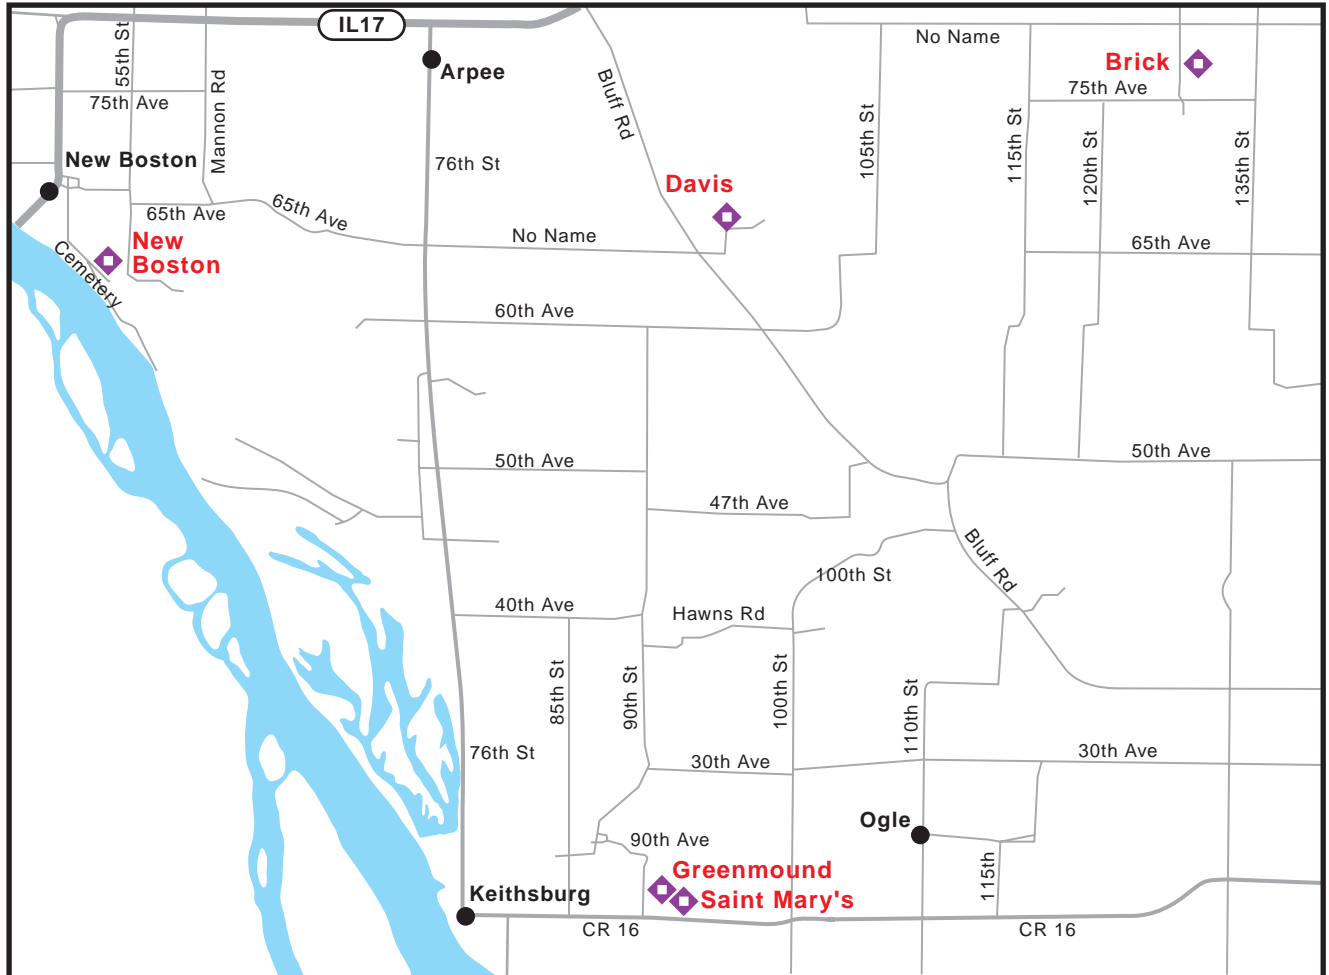 IL17
No Name
55th St
Arpee
Brick
75th Ave
75th Ave
Mannon Rd
Bluff Rd
105th St
115th St
120th St
135th St
New Boston
76th St
Davis
65th Ave
65th Ave
No Name
65th Ave
New
Boston
Cemetery
60th Ave
50th Ave
50th Ave
47th Ave
Bluff Rd
100th St
40th Ave
Hawns Rd
85th St
90th St
100th St
110th St
76th St
30th Ave
30th Ave
Ogle
90th Ave
Greenmound
115th
Keithsburg
Saint Mary's
CR 16
CR 16